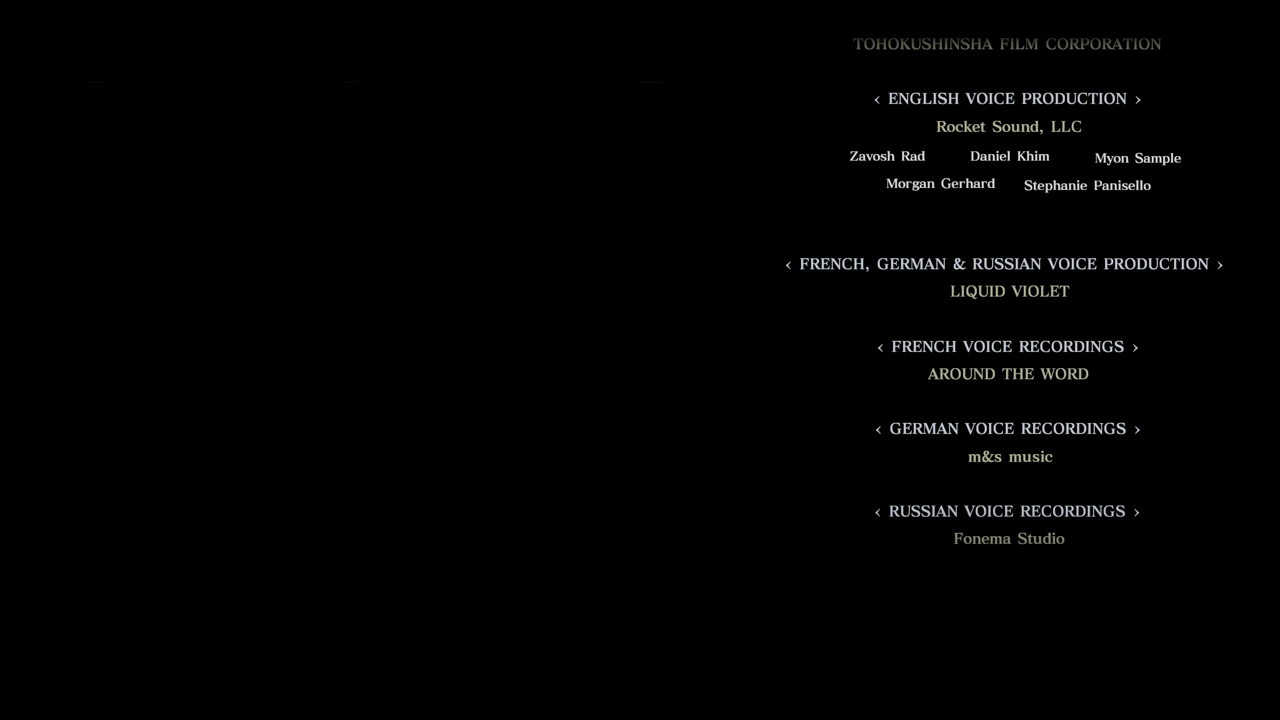 TOHOKUSHINSHA FILM CORPORATION
‹ ENGLISH VOICE PRODUCTION ›
Rocket Sound, LLC
Zavosh Rad Daniel Khim Myon Sample
Morgan Gerhard Stephanie Panisello
‹ FRENCH, GERMAN & RUSSIAN VOICE PRODUCTION ›
LIQUID VIOLET
‹ FRENCH VOICE RECORDINGS ›
AROUND THE WORD
‹ GERMAN VOICE RECORDINGS ›
m&s music
‹ RUSSIAN VOICE RECORDINGS ›
Fonema Studio